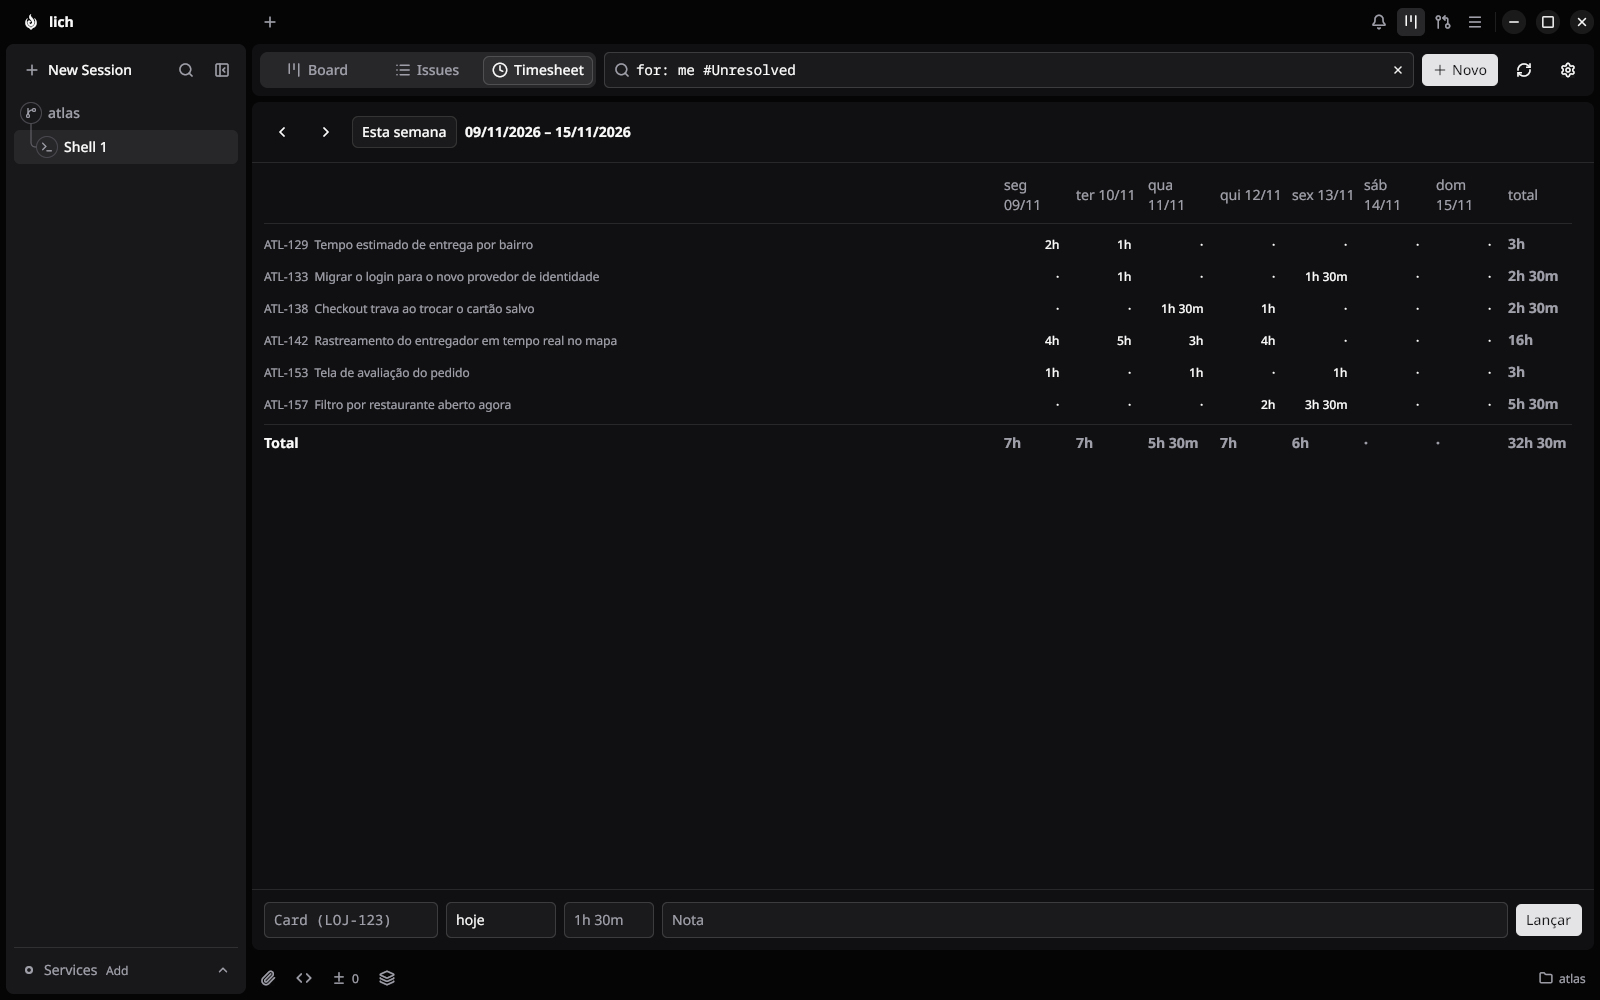 lich
New Session
atlas
Shell 1
Board Issues Timesheet for: me #Unresolved Novo
Esta semana 09/11/2026 – 15/11/2026
seg 09/11 ter 10/11 qua 11/11 qui 12/11 sex 13/11 sáb 14/11 dom 15/11 total
ATL-129 Tempo estimado de entrega por bairro 2h 1h · · · · · 3h
ATL-133 Migrar o login para o novo provedor de identidade · 1h · · 1h 30m · · 2h 30m
ATL-138 Checkout trava ao trocar o cartão salvo · · 1h 30m 1h · · · 2h 30m
ATL-142 Rastreamento do entregador em tempo real no mapa 4h 5h 3h 4h · · · 16h
ATL-153 Tela de avaliação do pedido 1h · 1h · 1h · · 3h
ATL-157 Filtro por restaurante aberto agora · · · 2h 3h 30m · · 5h 30m
Total 7h 7h 5h 30m 7h 6h · · 32h 30m
Card (LOJ-123) hoje 1h 30m Nota Lançar
Services Add
± 0
atlas